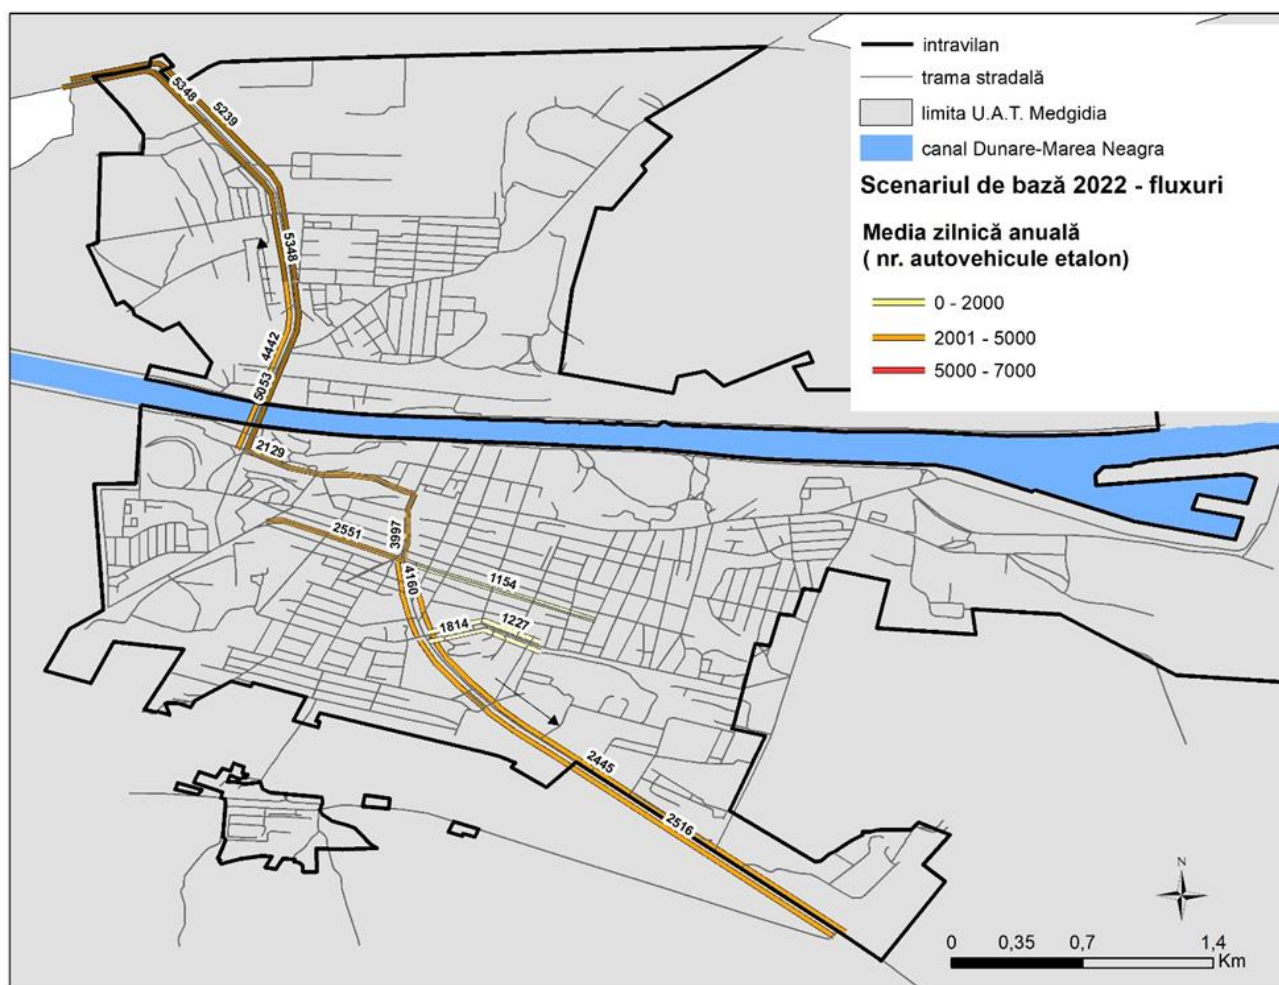 intravilan
trama stradală
limita U.A.T. Medgidia
canal Dunare-Marea Neagra
Scenariul de bază 2022 - fluxuri
Media zilnică anuală
( nr. autovehicule etalon)
0 - 2000
2001 - 5000
5000 - 7000
5348
5239
5348
4442
5053
2129
2551
3997
4160
1154
1814
1227
2445
2516
N
0 0,35 0,7 1,4
Km